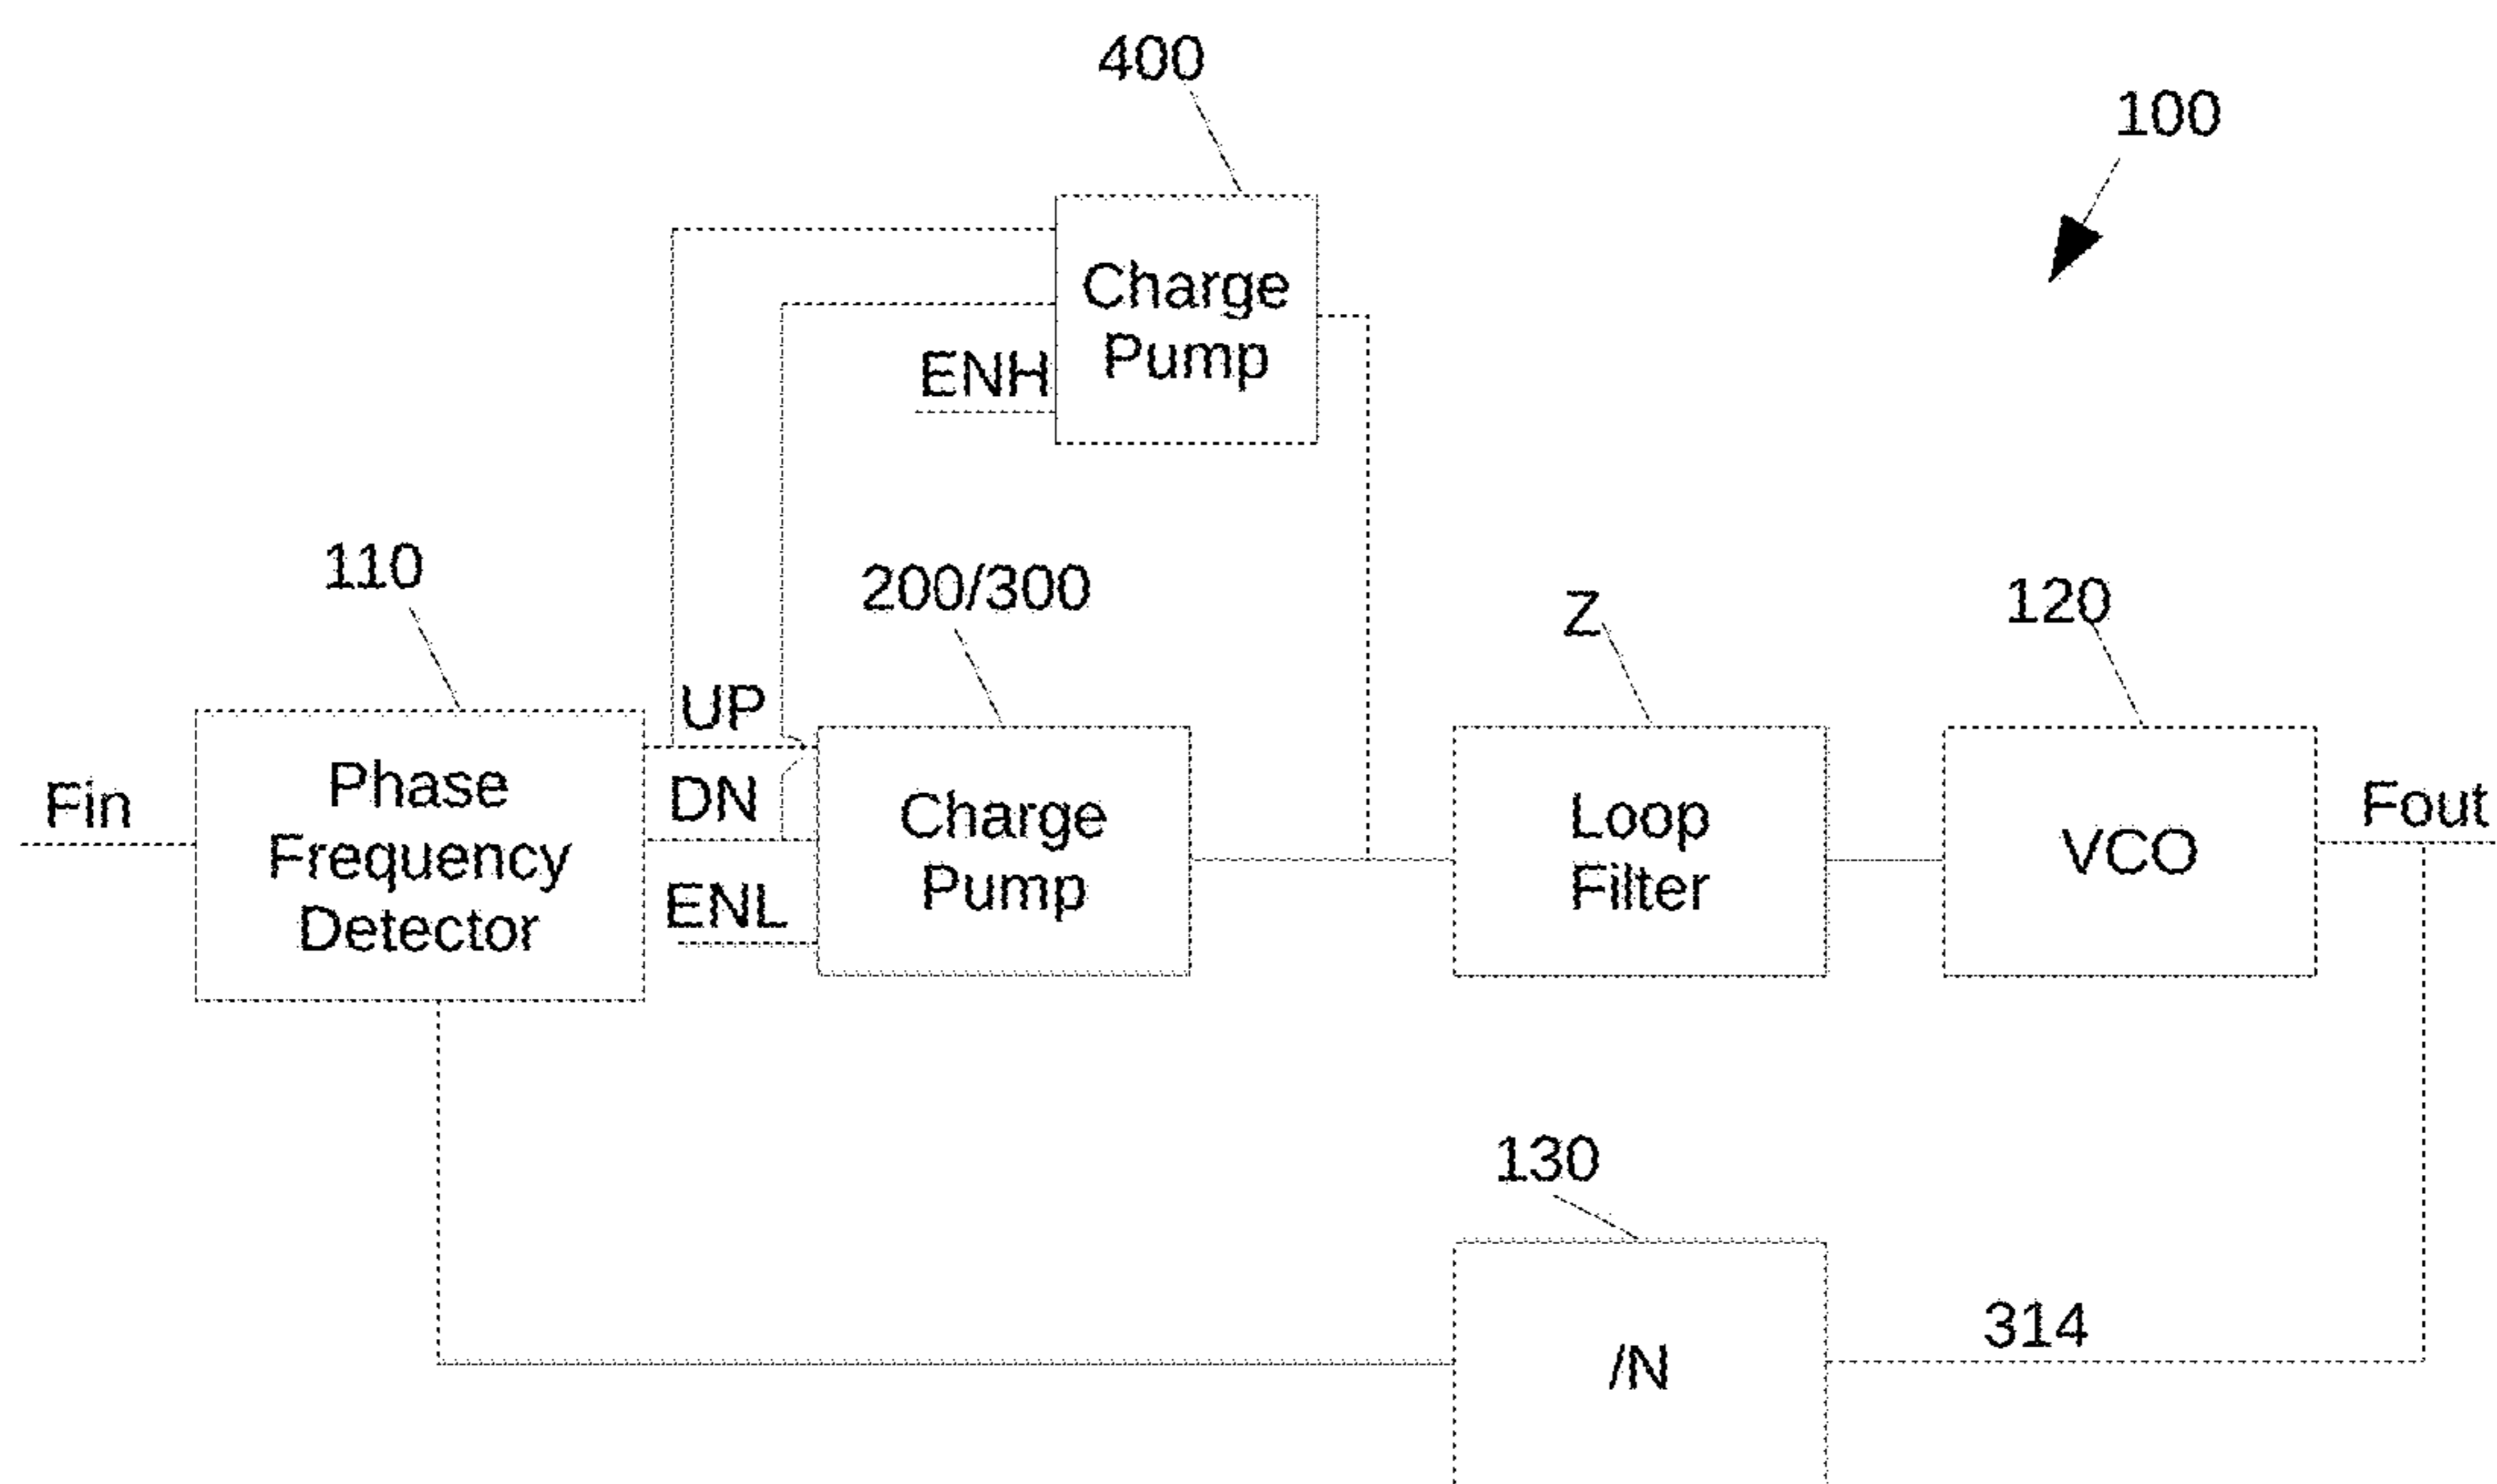 400
100
Charge
Pump
ENH
110
200/300
Z
120
UP
DN
ENL
Fin
Phase
Frequency
Detector
Charge
Pump
Loop
Filter
VCO
Fout
130
/N
314